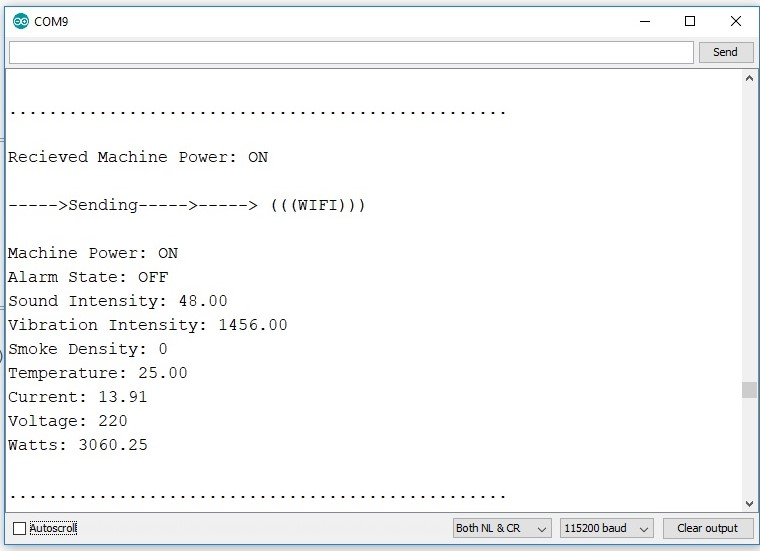 COM9
Send
..................................................
Recieved Machine Power: ON
----->Sending----->-----> (((WIFI)))
Machine Power: ON
Alarm State: OFF
Sound Intensity: 48.00
Vibration Intensity: 1456.00
Smoke Density: 0
Temperature: 25.00
Current: 13.91
Voltage: 220
Watts: 3060.25
..................................................
Autoscroll Both NL & CR 115200 baud Clear output